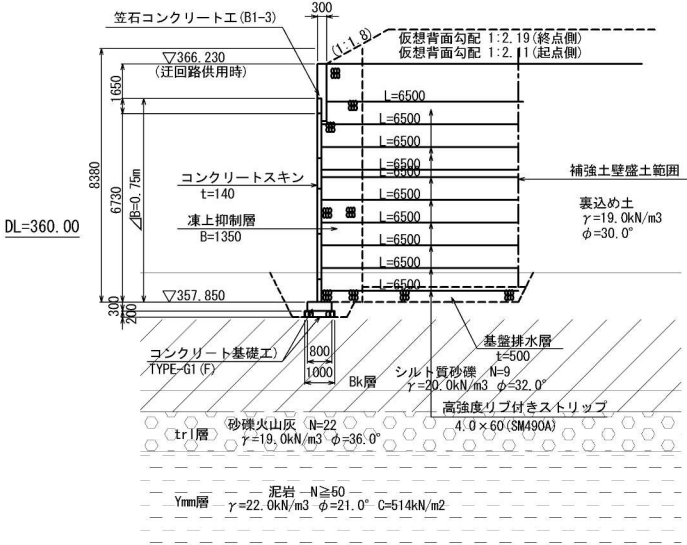 300
笠石コンクリート工(B1-3)
(1:1.8)
仮想背面勾配 1:2.19(終点側)
仮想背面勾配 1:2.11(起点側)
▽366.230
(迂回路供用時)
1650
8380
6730
⊿B=0.75m
L=6500
L=6500
L=6500
L=6500
L=6500
L=6500
L=6500
L=6500
L=6500
L=6500
コンクリートスキン
t=140
凍上抑制層
B=1350
補強土壁盛土範囲
裏込め土
γ=19.0kN/m3
φ=30.0°
DL=360.00
▽357.850
300
200
コンクリート基礎工)
TYPE-G1(F)
800
1000
基盤排水層
t=500
Bk層
シルト質砂礫 N=9
γ=20.0kN/m3 φ=32.0°
高強度リブ付きストリップ
4.0×60(SM490A)
trl層
砂礫火山灰 N=22
γ=19.0kN/m3 φ=36.0°
Ymm層
泥岩 N≧50
γ=22.0kN/m3 φ=21.0° C=514kN/m2